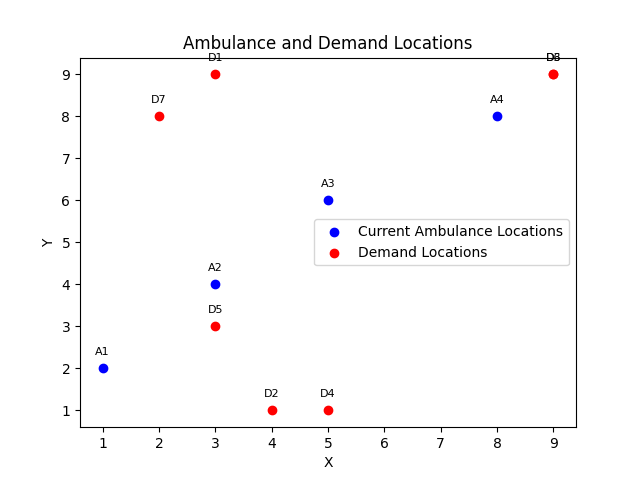 Ambulance and Demand Locations
D1
D7
A4
A3
A2
D5
A1
D2
D4
Current Ambulance Locations
Demand Locations
Y
9
8
7
6
5
4
3
2
1
1
2
3
4
5
6
7
8
9
X